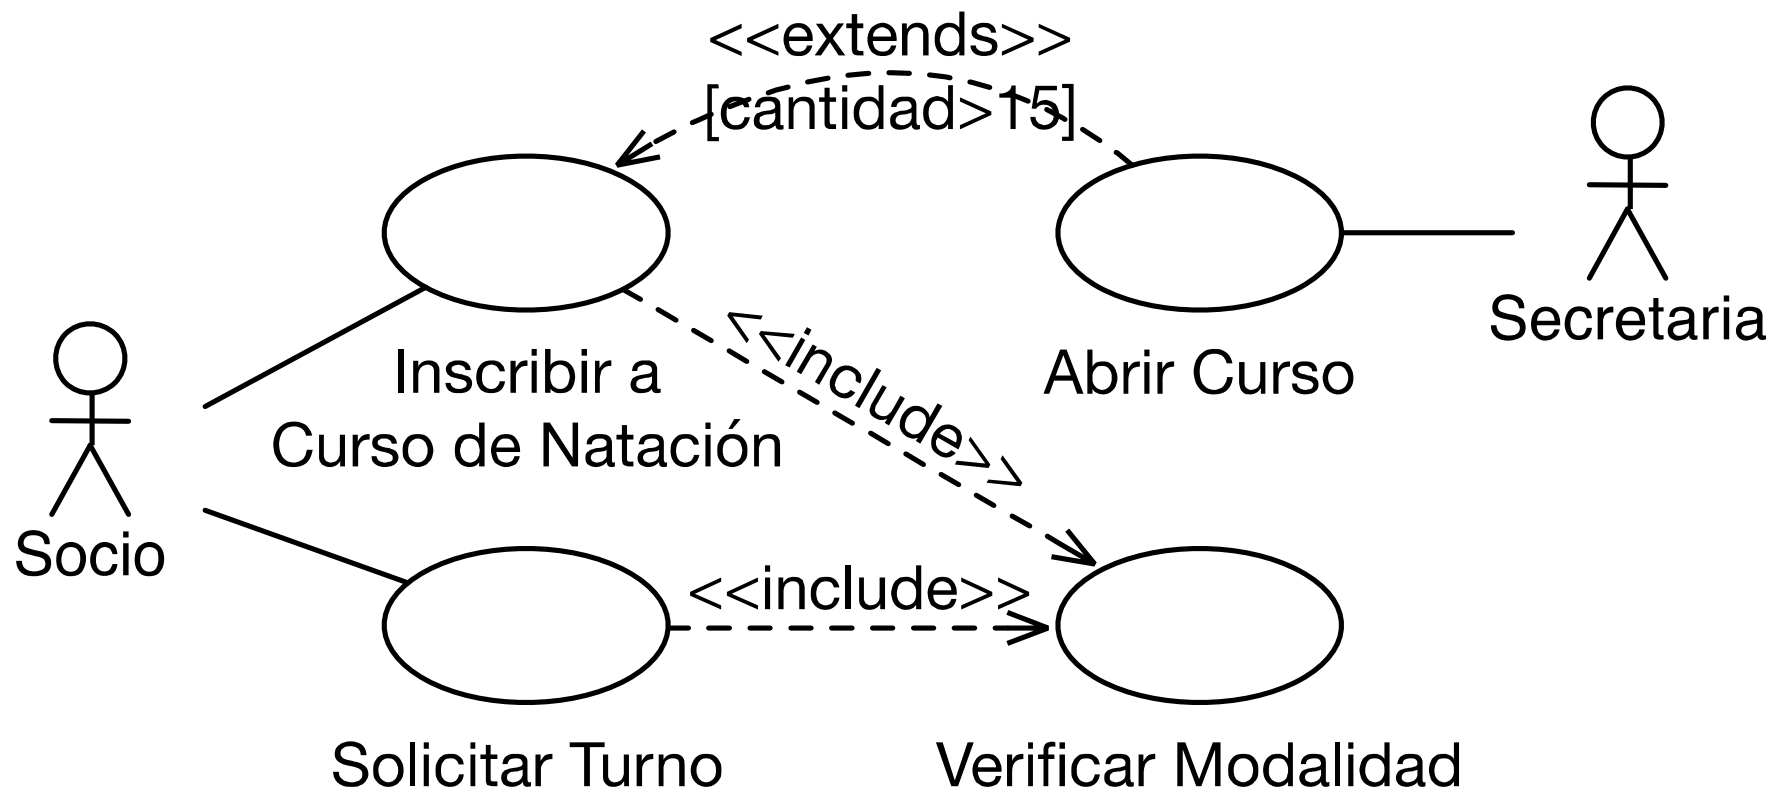 <<extends>>
[cantidad>15]
Secretaria
<<include>>
Inscribir a
Curso de Natación
Abrir Curso
Socio
<<include>>
Solicitar Turno
Verificar Modalidad